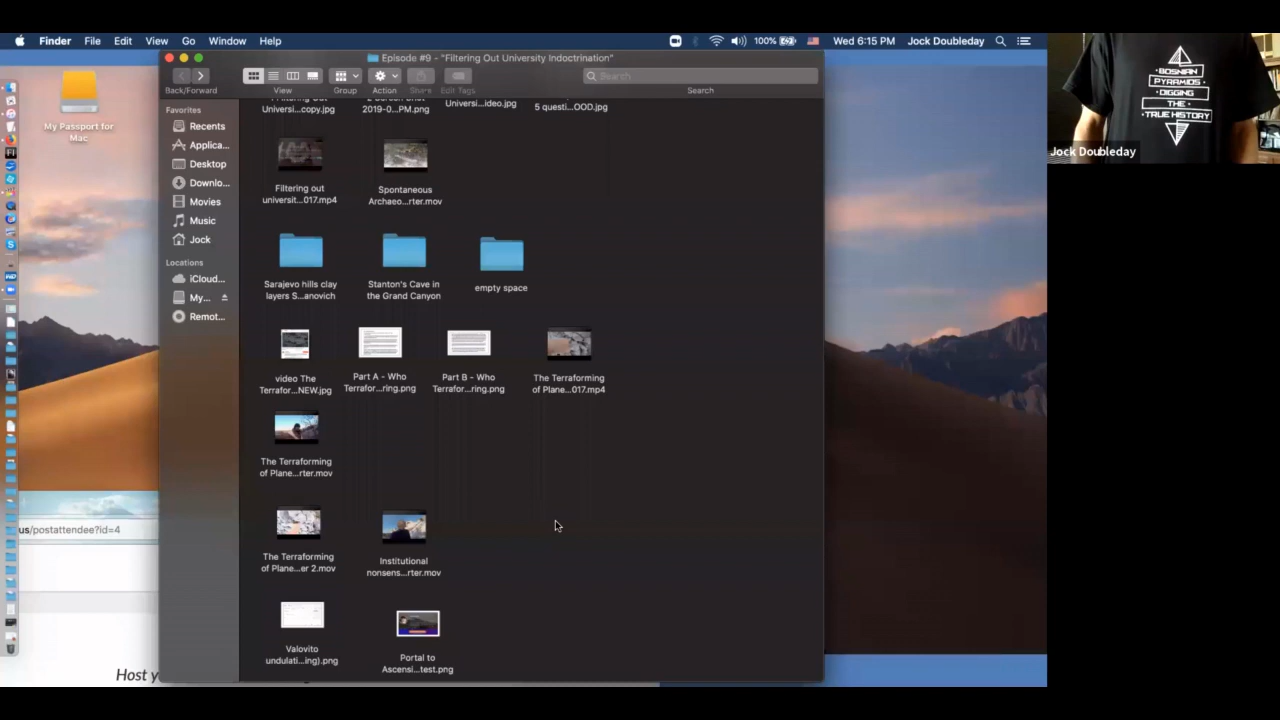 Finder File Edit View Go Window Help
100% Wed 6:15 PM Jock Doubleday
Episode #9 - "Filtering Out University Indoctrination"
Search
Back/Forward View Group Action Share Edit Tags Search
My Passport for
Mac
Favorites
Recents
Applica...
Desktop
Downlo...
Movies
Music
Jock
Locations
iCloud...
My...
Remot...
Universi...copy.jpg
2019-0...PM.png
Universi...ideo.jpg
5 questi...OOD.jpg
Filtering out
universit...017.mp4
Spontaneous
Archaeo...rter.mov
Sarajevo hills clay
layers S...anovich
Stanton's Cave in
the Grand Canyon
empty space
video The
Terrafor...NEW.jpg
Part A - Who
Terrafor...ring.png
Part B - Who
Terrafor...ring.png
The Terraforming
of Plane...017.mp4
The Terraforming
of Plane...rter.mov
The Terraforming
of Plane...er 2.mov
Institutional
nonsens...rter.mov
Valovito
undulati...ing).png
Portal to
Ascensi...test.png
us/postattendee?id=4
Host y
BOSNIAN
PYRAMIDS
DIGGING
THE
TRUE HISTORY
Jock Doubleday